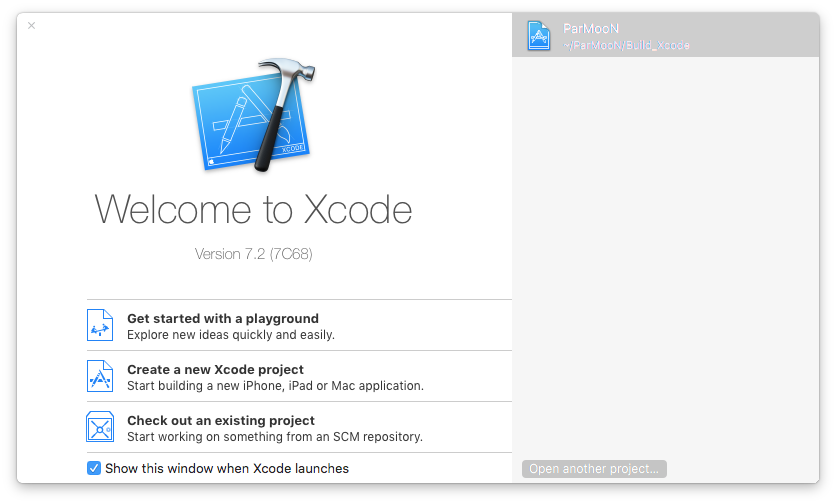 XCODE
Welcome to Xcode
Version 7.2 (7C68)
Get started with a playground
Explore new ideas quickly and easily.
Create a new Xcode project
Start building a new iPhone, iPad or Mac application.
Check out an existing project
Start working on something from an SCM repository.
Show this window when Xcode launches
ParMooN
~/ParMooN/Build_Xcode
Open another project...